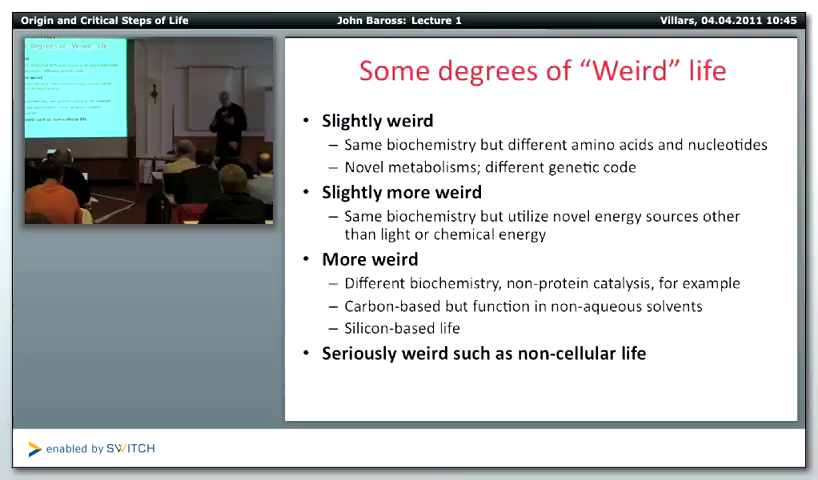 Origin and Critical Steps of Life
John Baross: Lecture 1
Villars, 04.04.2011 10:45
Some degrees of “Weird” life
• Slightly weird
– Same biochemistry but different amino acids and nucleotides
– Novel metabolisms; different genetic code
• Slightly more weird
– Same biochemistry but utilize novel energy sources other
than light or chemical energy
• More weird
– Different biochemistry, non-protein catalysis, for example
– Carbon-based but function in non-aqueous solvents
– Silicon-based life
• Seriously weird such as non-cellular life
enabled by SWITCH